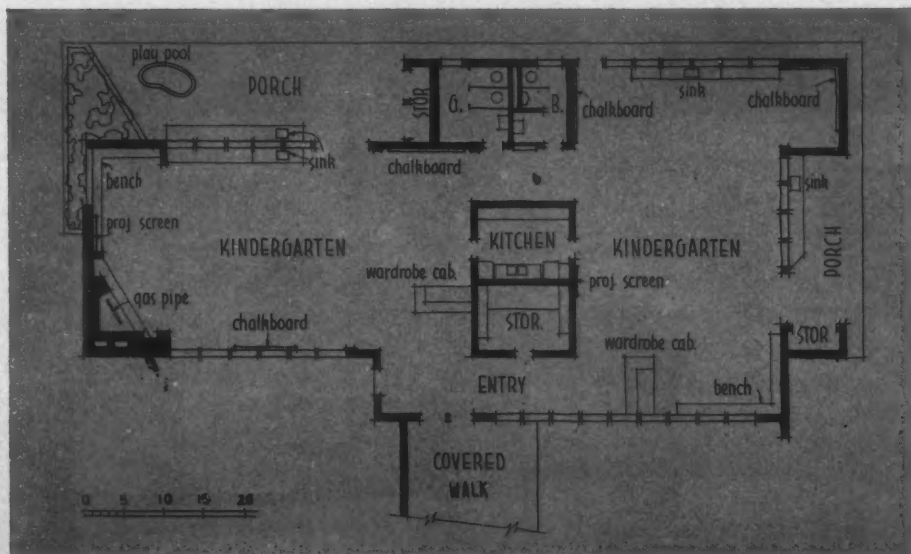 play pool
PORCH
STOR.
G.
B.
chalkboard
sink
chalkboard
sink
chalkboard
bench
sink
proj. screen
KINDERGARTEN
KITCHEN
KINDERGARTEN
PORCH
wardrobe cab.
proj. screen
gas pipe
STOR.
chalkboard
STOR.
wardrobe cab.
ENTRY
bench
COVERED
WALK
0 5 10 15 20